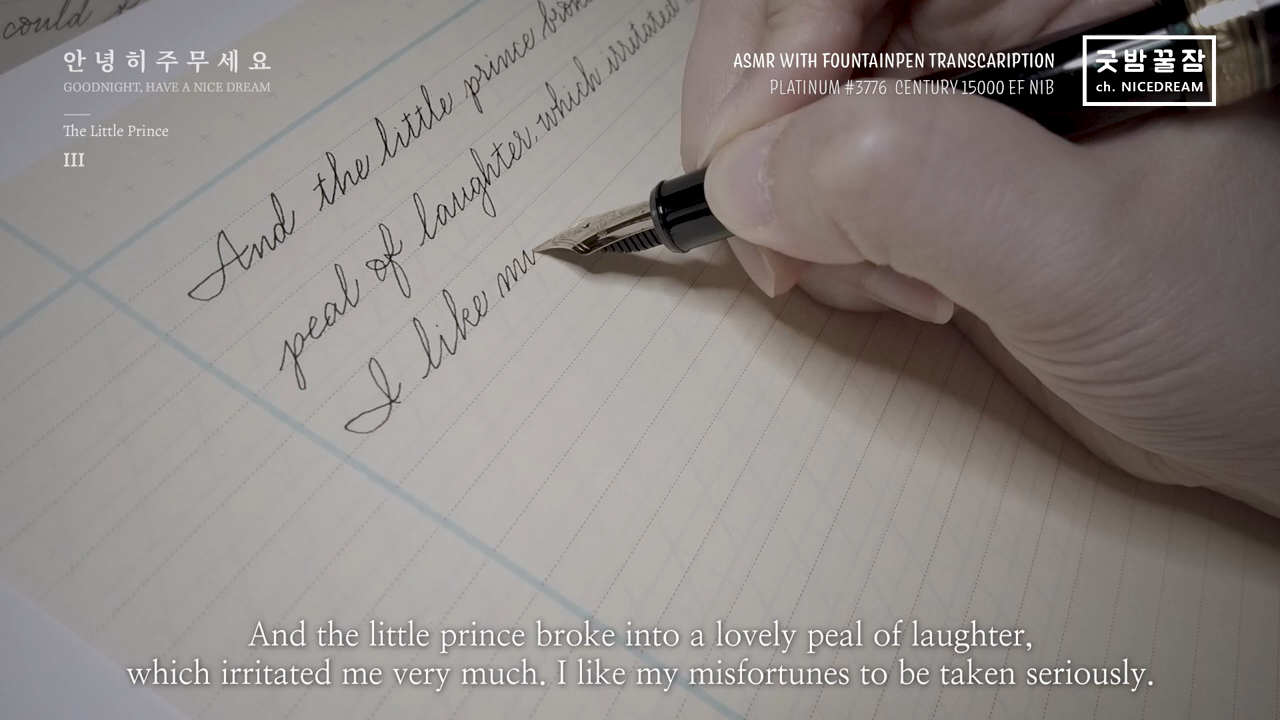 could
안녕히주무세요
GOODNIGHT, HAVE A NICE DREAM
The Little Prince
III
ASMR WITH FOUNTAINPEN TRANSCARIPTION
PLATINUM #3776 CENTURY 15000 EF NIB
굿밤꿀잠
ch. NICEDREAM
And the little prince broke
peal of laughter, which irritated
I like my
And the little prince broke into a lovely peal of laughter,
which irritated me very much. I like my misfortunes to be taken seriously.